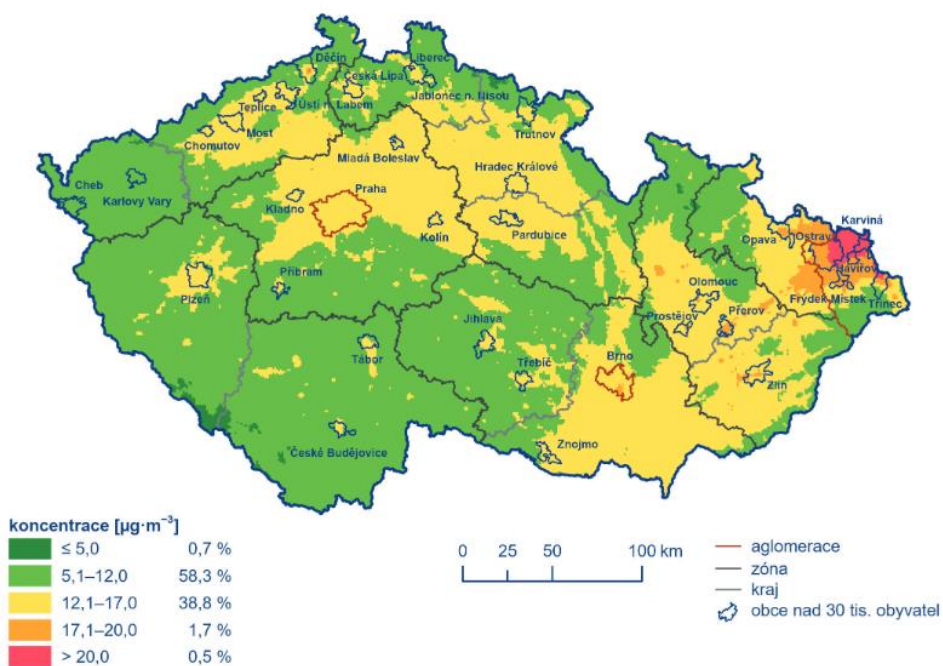 Děčín
Liberec
Česká Lípa
Teplice
Ústí n.
Labem
Jablonec n. Nisou
Most
Trutnov
Chomutov
Mladá Boleslav
Hradec Králové
Cheb
Karlovy Vary
Praha
Kladno
Kolín
Pardubice
Karviná
Opava
Ostrava
Havířov
Příbram
Plzeň
Olomouc
Frýdek Místek
Třinec
Prostějov
Přerov
Jihlava
Tábor
Třebíč
Brno
Zlín
České Budějovice
Znojmo
koncentrace [µg·m⁻³]
≤ 5,0 0,7 %
5,1–12,0 58,3 %
12,1–17,0 38,8 %
17,1–20,0 1,7 %
> 20,0 0,5 %
0 25 50 100 km
aglomerace
zóna
kraj
obce nad 30 tis. obyvatel